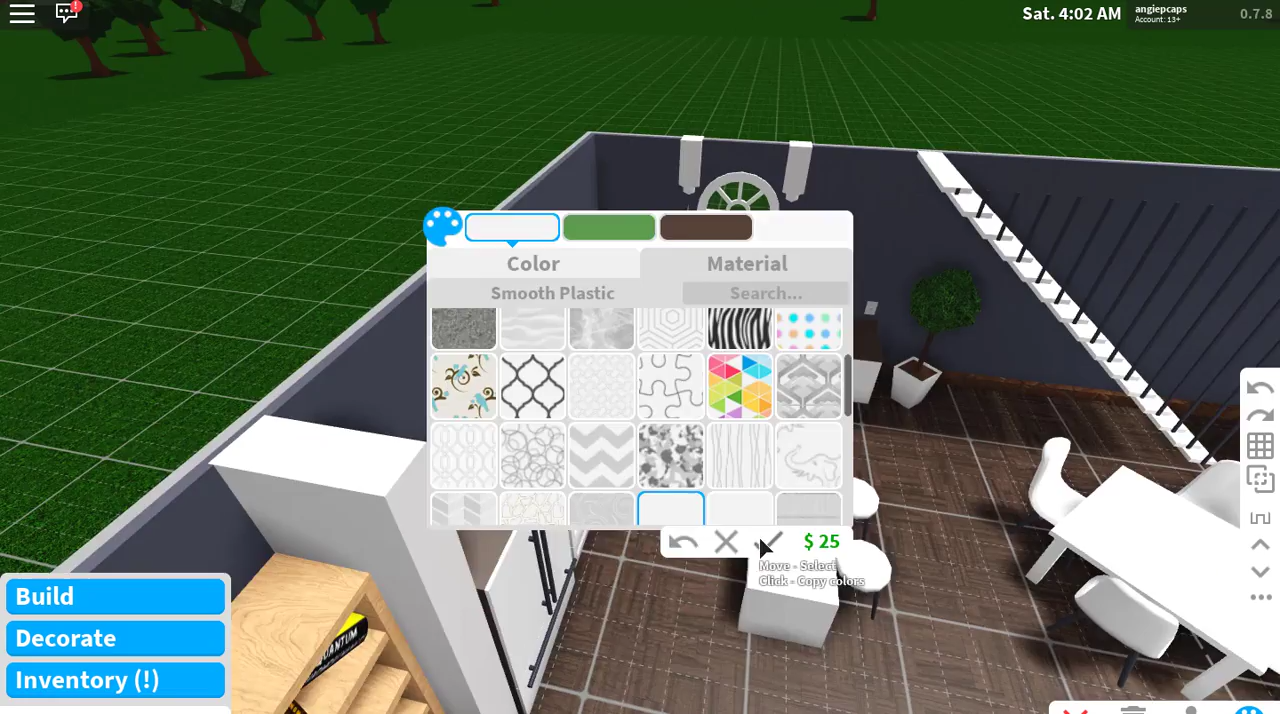 Sat. 4:02 AM
angiepcaps
Account: 13+
0.7.8
Color
Material
Smooth Plastic
Search...
$ 25
Move - Select
Click - Copy colors
Build
Decorate
Inventory (!)
QUANTUM